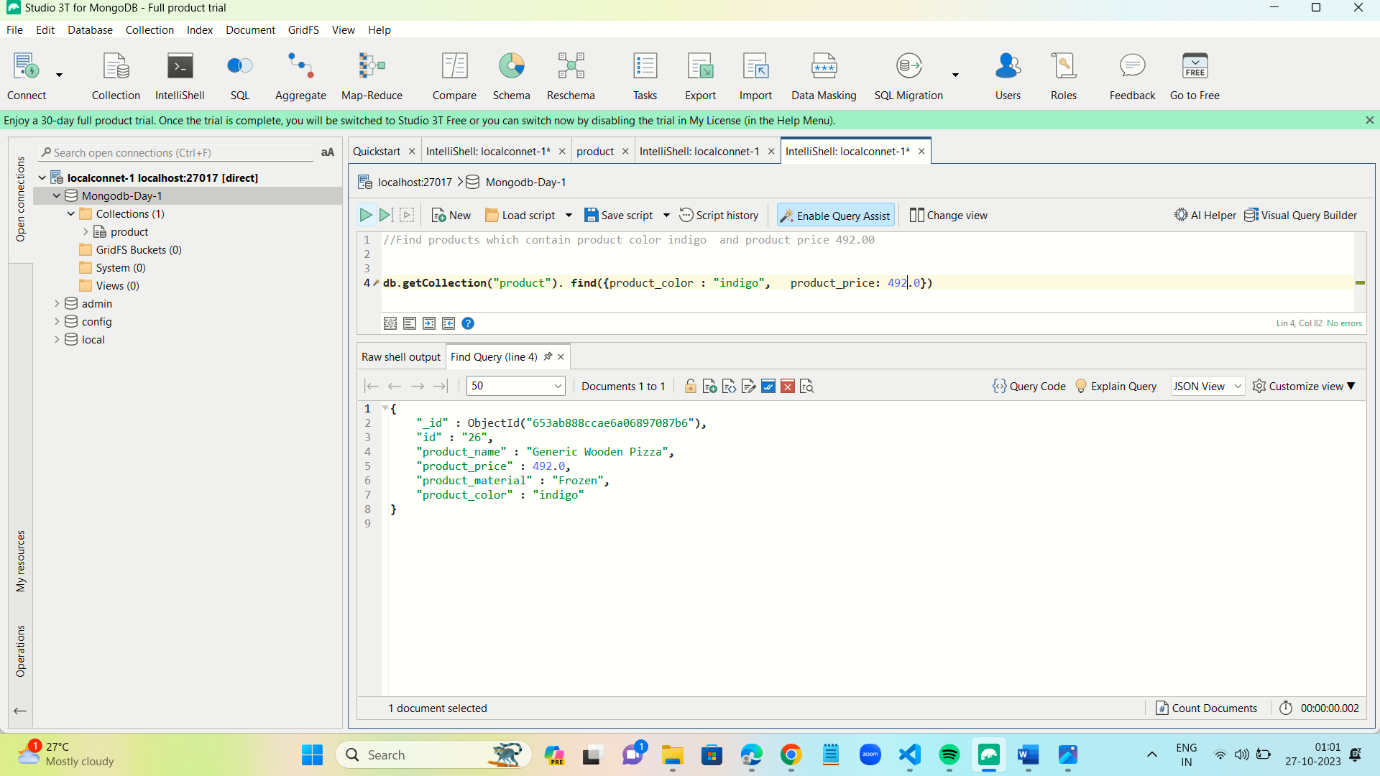 Studio 3T for MongoDB - Full product trial
File Edit Database Collection Index Document GridFS View Help
Connect Collection IntelliShell SQL Aggregate Map-Reduce Compare Schema Reschema Tasks Export Import Data Masking SQL Migration Users Roles Feedback Go to Free
FREE
Enjoy a 30-day full product trial. Once the trial is complete, you will be switched to Studio 3T Free or you can switch now by disabling the trial in My License (in the Help Menu).
Open connections
My resources
Operations
Search open connections (Ctrl+F) aA
localconnet-1 localhost:27017 [direct]
Mongodb-Day-1
Collections (1)
product
GridFS Buckets (0)
System (0)
Views (0)
admin
config
local
Quickstart IntelliShell: localconnet-1* product IntelliShell: localconnet-1 IntelliShell: localconnet-1*
localhost:27017 Mongodb-Day-1
New Load script Save script Script history Enable Query Assist Change view AI Helper Visual Query Builder
1 //Find products which contain product color indigo  and product price 492.00
2
3
4 db.getCollection("product"). find({product_color : "indigo",   product_price: 492.0})
Lin 4, Col 82 No errors
Raw shell output Find Query (line 4)
50 Documents 1 to 1 Query Code Explain Query JSON View Customize view
1 {
2 "_id" : ObjectId("653ab888ccae6a06897087b6"),
3 "id" : "26",
4 "product_name" : "Generic Wooden Pizza",
5 "product_price" : 492.0,
6 "product_material" : "Frozen",
7 "product_color" : "indigo"
8 }
9
1 document selected Count Documents 00:00:00.002
1 27°C
Mostly cloudy
Search
PRE
1
zoom
ENG
IN
01:01
27-10-2023